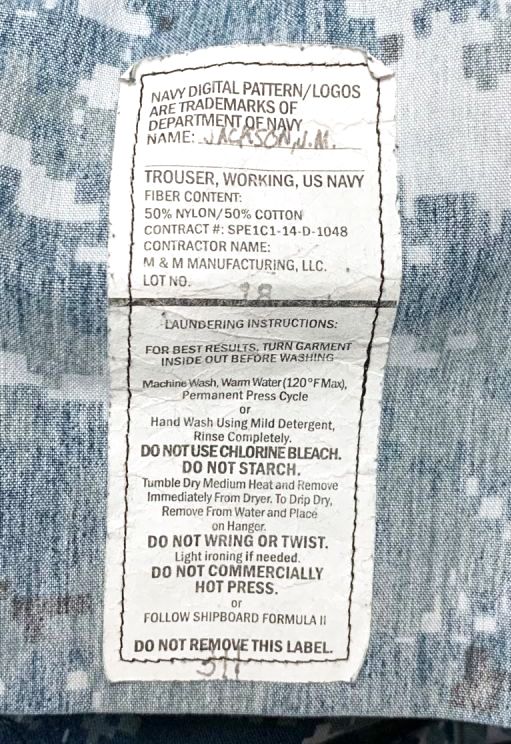 NAVY DIGITAL PATTERN/LOGOS
ARE TRADEMARKS OF
DEPARTMENT OF NAVY
NAME: JACKSON, J.M.
TROUSER, WORKING, US NAVY
FIBER CONTENT:
50% NYLON/50% COTTON
CONTRACT #: SPE1C1-14-D-1048
CONTRACTOR NAME:
M & M MANUFACTURING, LLC.
LOT NO. 18
LAUNDERING INSTRUCTIONS:
FOR BEST RESULTS, TURN GARMENT
INSIDE OUT BEFORE WASHING
Machine Wash, Warm Water (120°F Max),
Permanent Press Cycle
or
Hand Wash Using Mild Detergent,
Rinse Completely.
DO NOT USE CHLORINE BLEACH.
DO NOT STARCH.
Tumble Dry Medium Heat and Remove
Immediately From Dryer. To Drip Dry,
Remove From Water and Place
on Hanger.
DO NOT WRING OR TWIST.
Light ironing if needed.
DO NOT COMMERCIALLY
HOT PRESS.
or
FOLLOW SHIPBOARD FORMULA II
DO NOT REMOVE THIS LABEL.